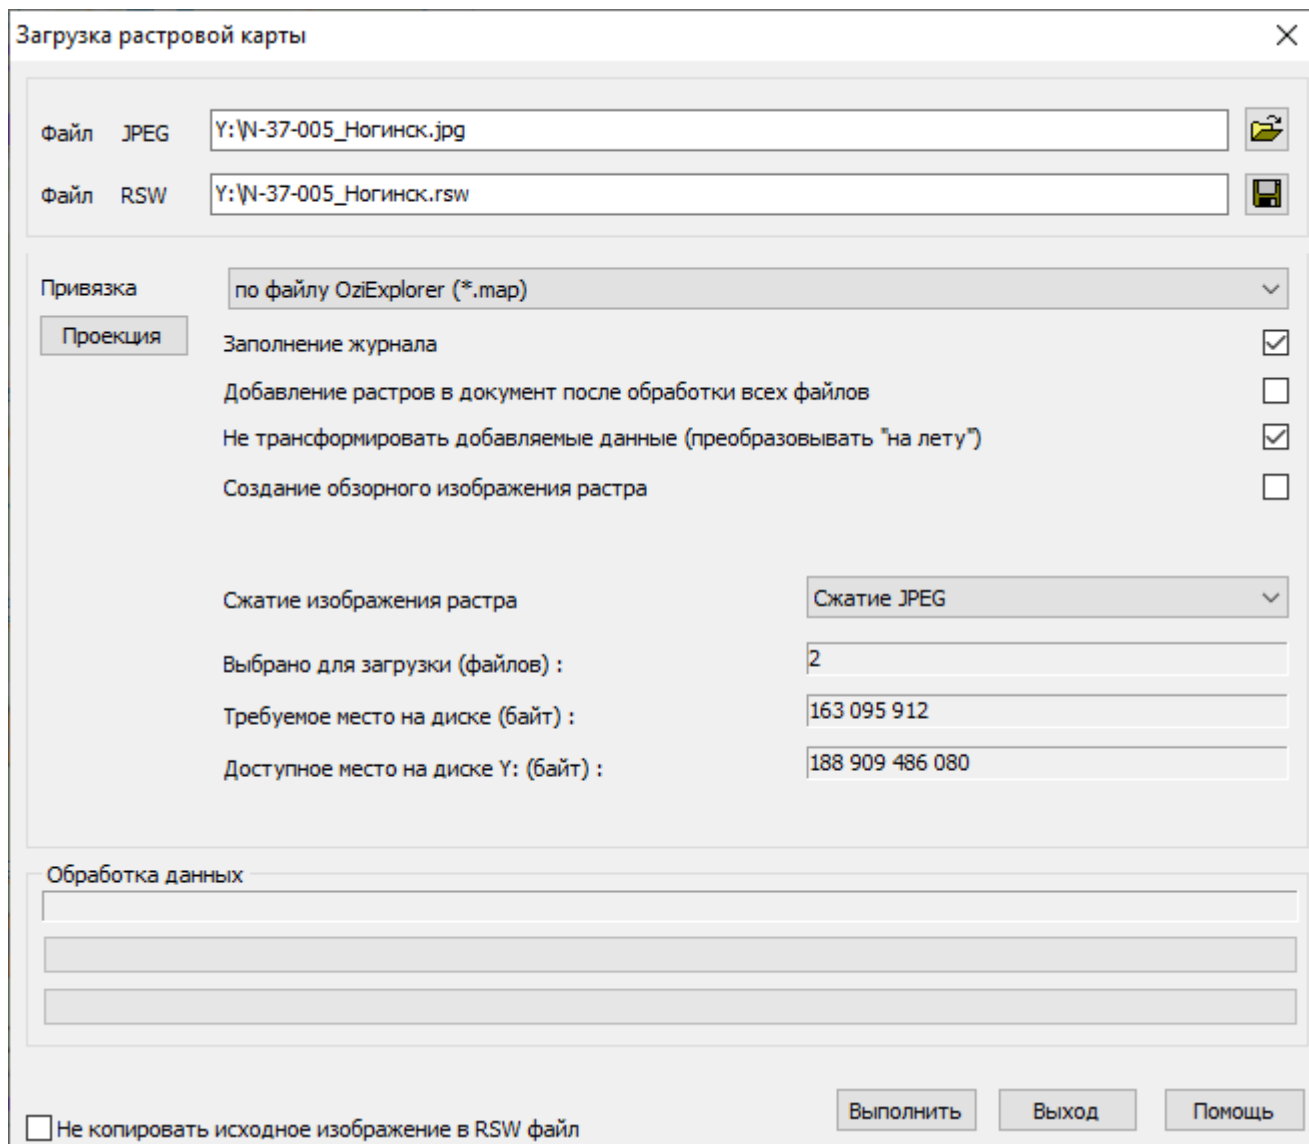 Загрузка растровой карты
Файл JPEG Y:\N-37-005_Ногинск.jpg
Файл RSW Y:\N-37-005_Ногинск.rsw
Привязка по файлу OziExplorer (*.map)
Проекция
Заполнение журнала
Добавление растров в документ после обработки всех файлов
Не трансформировать добавляемые данные (преобразовывать "на лету")
Создание обзорного изображения растра
Сжатие изображения растра Сжатие JPEG
Выбрано для загрузки (файлов) : 2
Требуемое место на диске (байт) : 163 095 912
Доступное место на диске Y: (байт) : 188 909 486 080
Обработка данных
Выполнить Выход Помощь
Не копировать исходное изображение в RSW файл